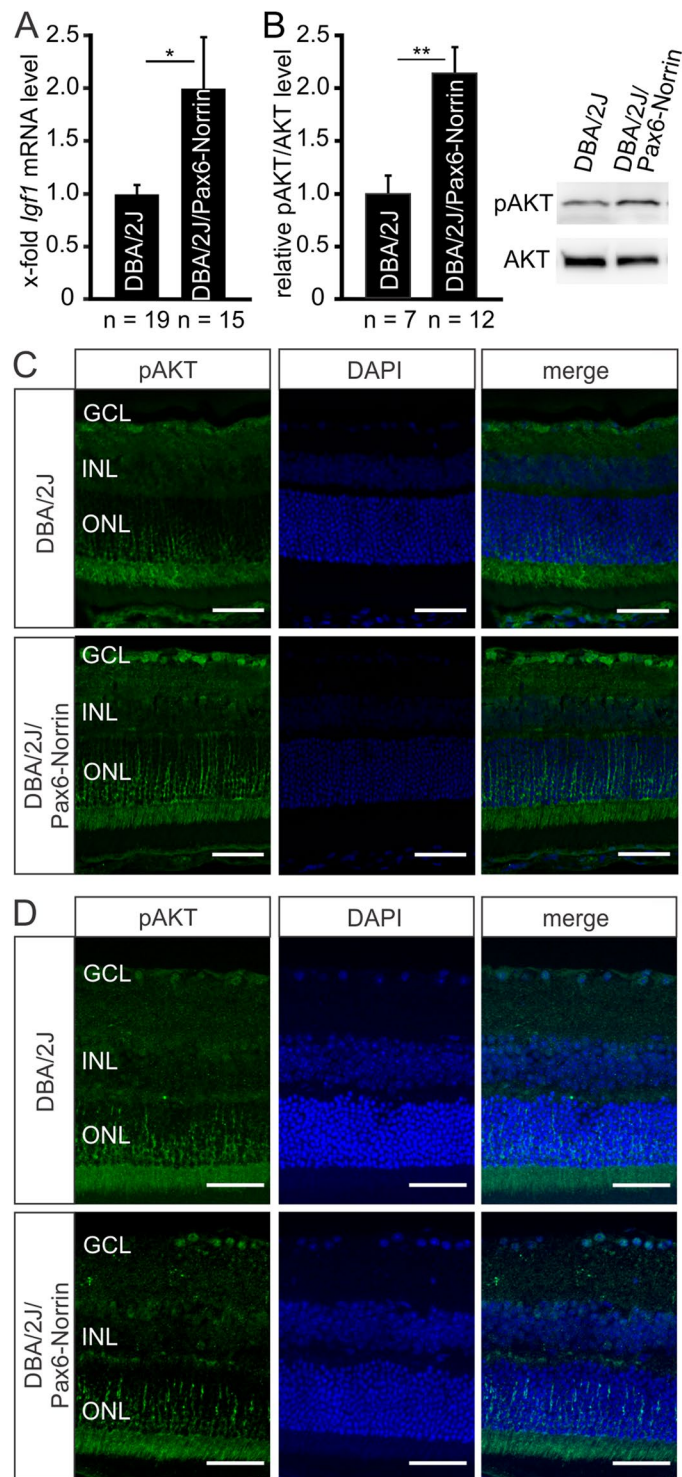 A
x-fold Igf1 mRNA level
2.5
2.0
1.0
0.5
0
*
DBA/2J
DBA/2J/Pax6-Norrin
n = 19 n = 15
B
relative pAKT/AKT level
2.5
2.0
1.0
0.5
0
**
DBA/2J
DBA/2J/Pax6-Norrin
n = 7 n = 12
DBA/2J
DBA/2J/
Pax6-Norrin
pAKT
AKT
C
pAKT DAPI merge
DBA/2J
GCL
INL
ONL
DBA/2J/
Pax6-Norrin
GCL
INL
ONL
D
pAKT DAPI merge
DBA/2J
GCL
INL
ONL
DBA/2J/
Pax6-Norrin
GCL
INL
ONL